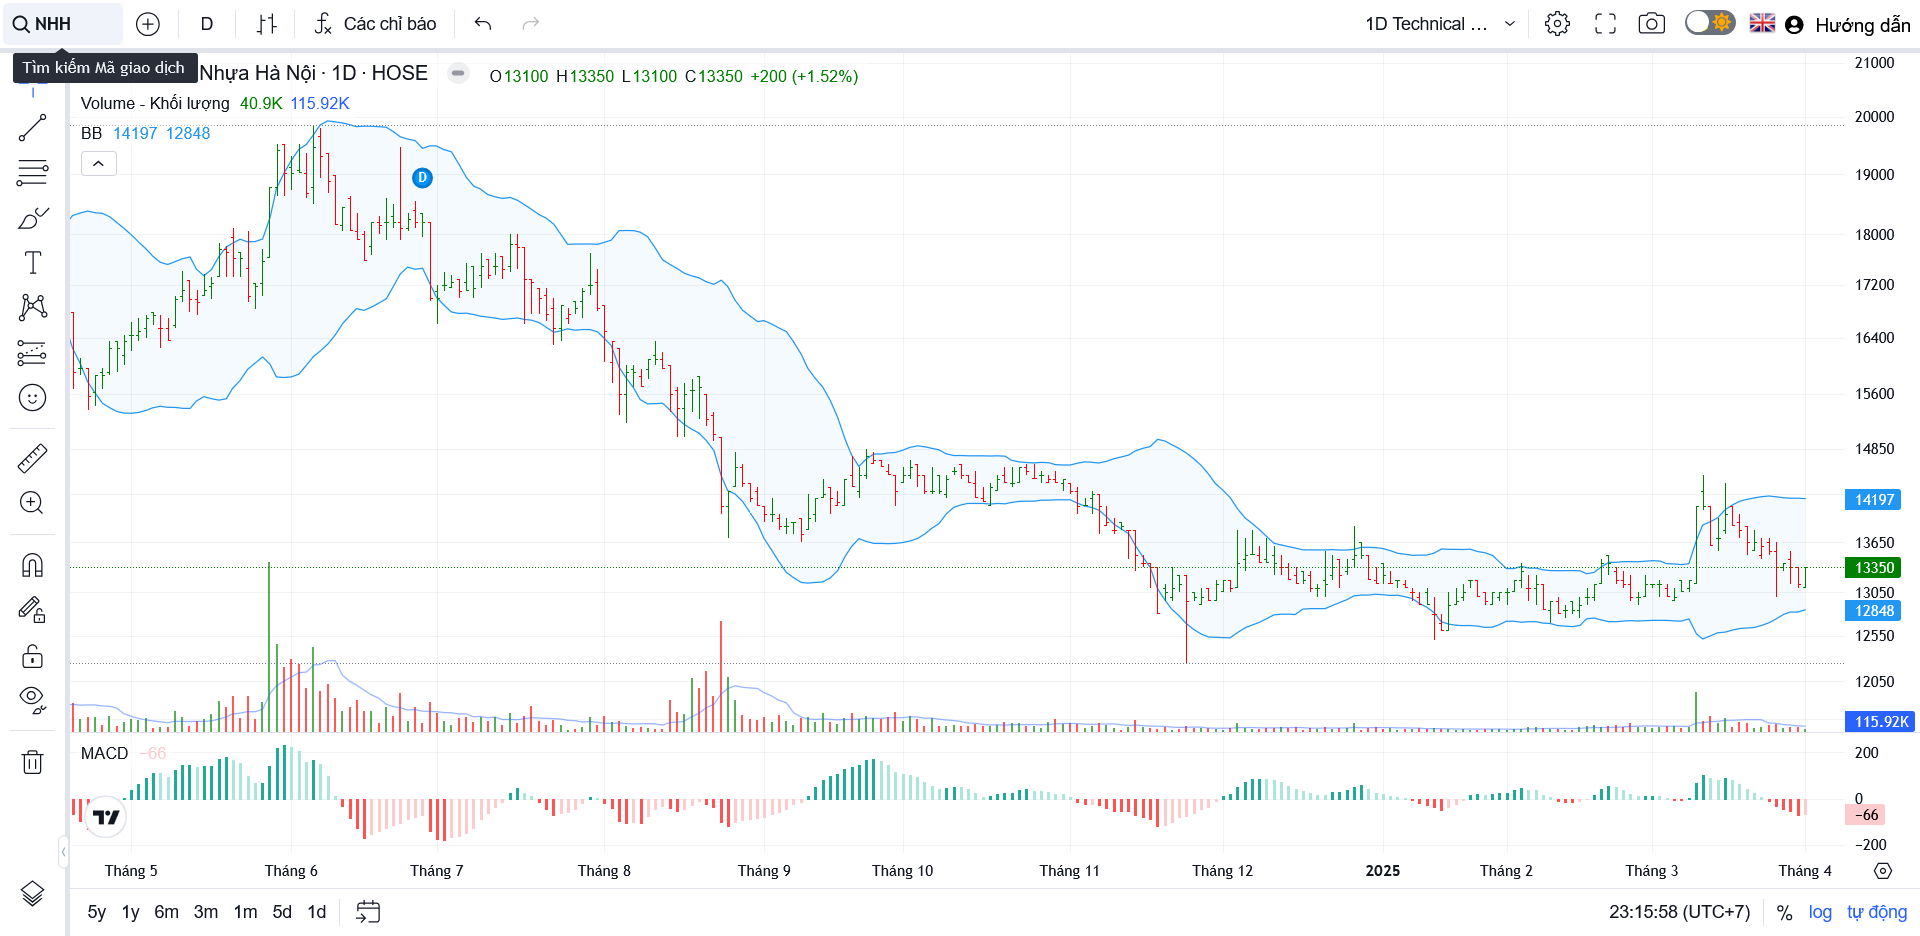 NHH
D
Các chỉ báo
1D Technical ...
Hướng dẫn
Tìm kiếm Mã giao dịch
Nhựa Hà Nội · 1D · HOSE
O13100 H13350 L13100 C13350 +200 (+1.52%)
Volume - Khối lượng 40.9K 115.92K
BB 14197 12848
D
21000
20000
19000
18000
17200
16400
15600
14850
14197
13650
13350
13050
12848
12550
12050
115.92K
MACD −66
200
0
−66
−200
Tháng 5
Tháng 6
Tháng 7
Tháng 8
Tháng 9
Tháng 10
Tháng 11
Tháng 12
2025
Tháng 2
Tháng 3
Tháng 4
5y 1y 6m 3m 1m 5d 1d
23:15:58 (UTC+7)
%
log
tự động